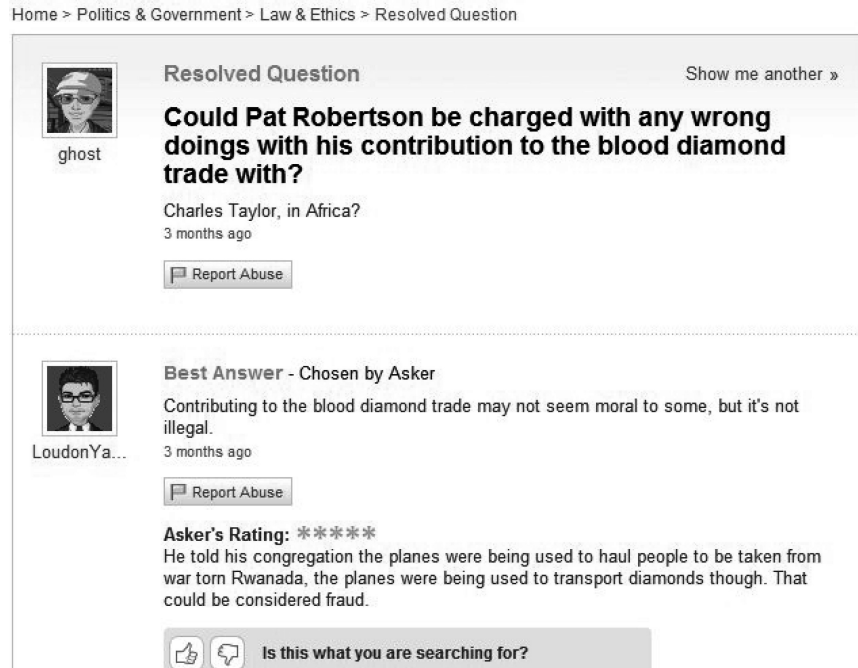 Home > Politics & Government > Law & Ethics > Resolved Question
Resolved Question
Show me another »
ghost
Could Pat Robertson be charged with any wrong
doings with his contribution to the blood diamond
trade with?
Charles Taylor, in Africa?
3 months ago
Report Abuse
LoudonYa...
Best Answer - Chosen by Asker
Contributing to the blood diamond trade may not seem moral to some, but it's not
illegal.
3 months ago
Report Abuse
Asker's Rating: *****
He told his congregation the planes were being used to haul people to be taken from
war torn Rwanada, the planes were being used to transport diamonds though. That
could be considered fraud.
Is this what you are searching for?